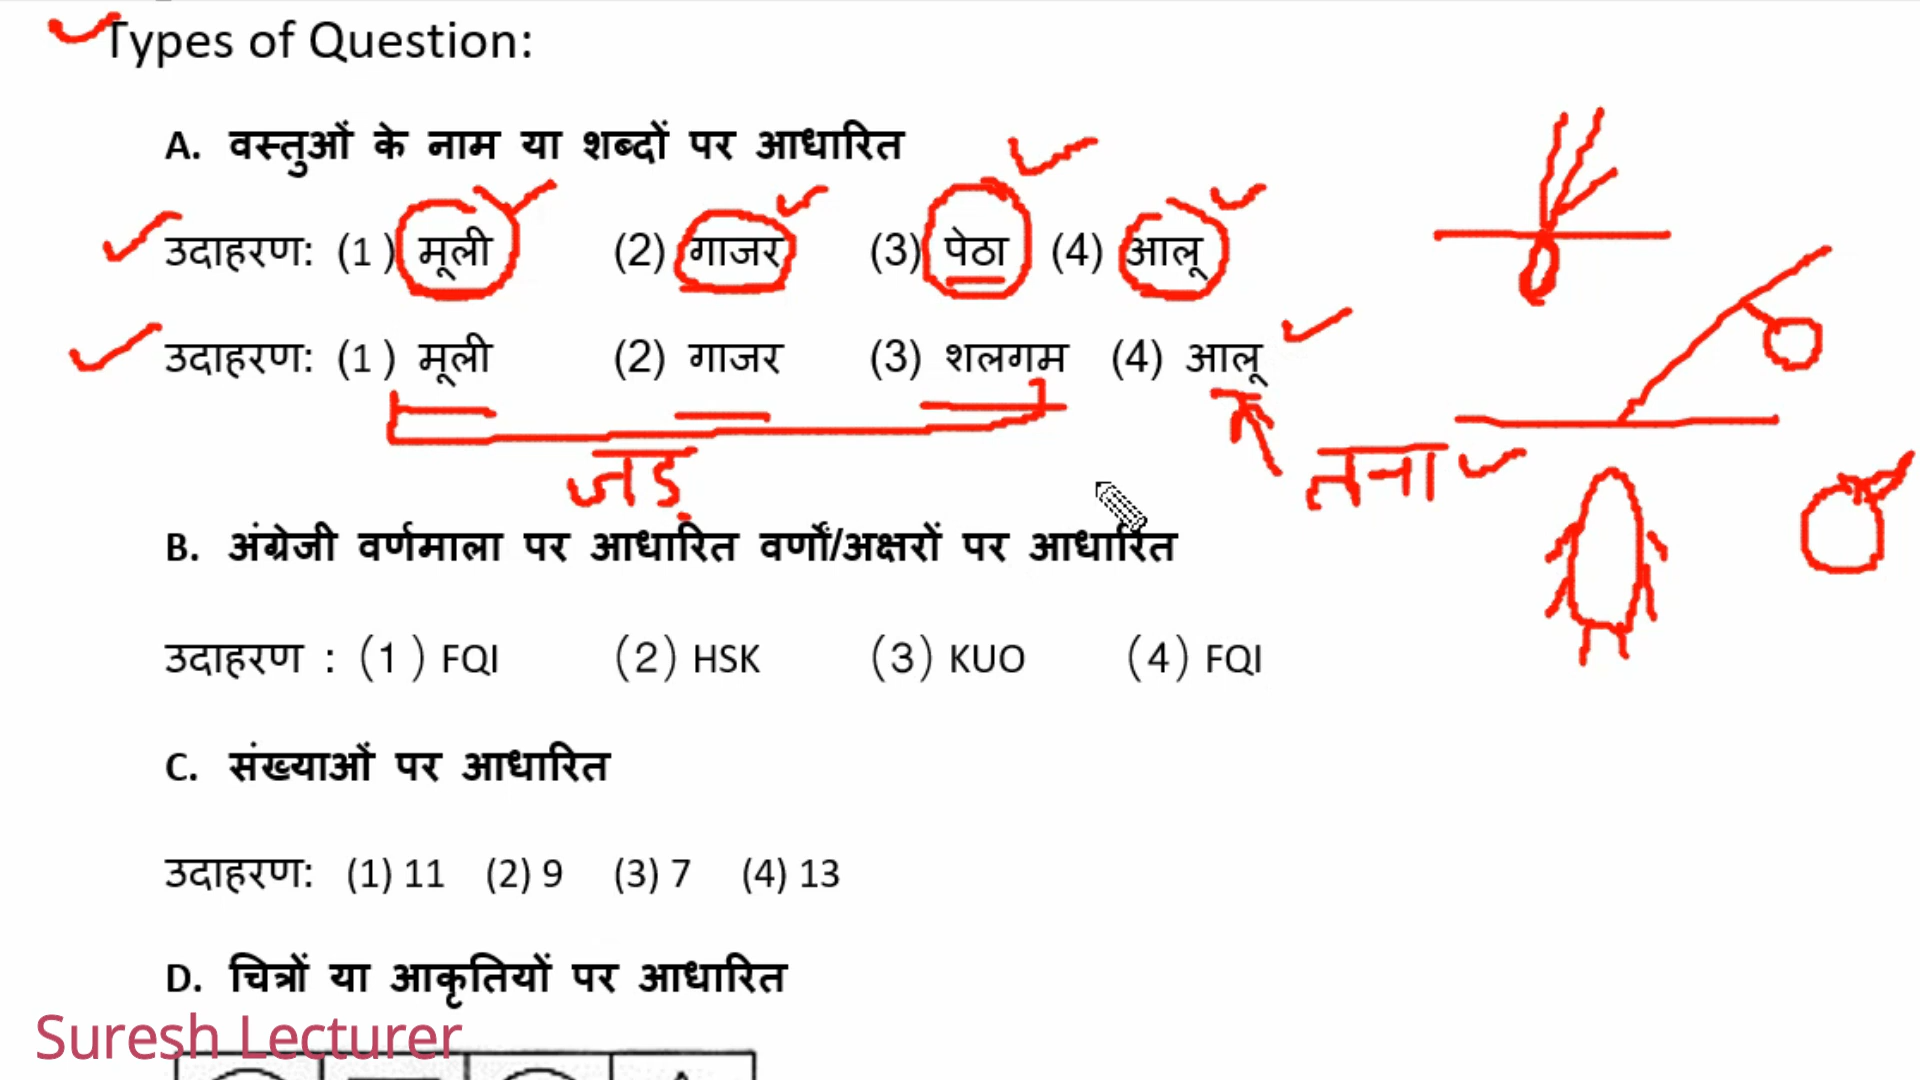 Types of Question:
A. वस्तुओं के नाम या शब्दों पर आधारित
उदाहरण: (1) मूली (2) गाजर (3) पेठा (4) आलू
उदाहरण: (1) मूली (2) गाजर (3) शलगम (4) आलू
जड़ तना
B. अंग्रेजी वर्णमाला पर आधारित वर्णों/अक्षरों पर आधारित
उदाहरण : (1) FQI (2) HSK (3) KUO (4) FQI
C. संख्याओं पर आधारित
उदाहरण: (1) 11 (2) 9 (3) 7 (4) 13
D. चित्रों या आकृतियों पर आधारित
Suresh Lecturer